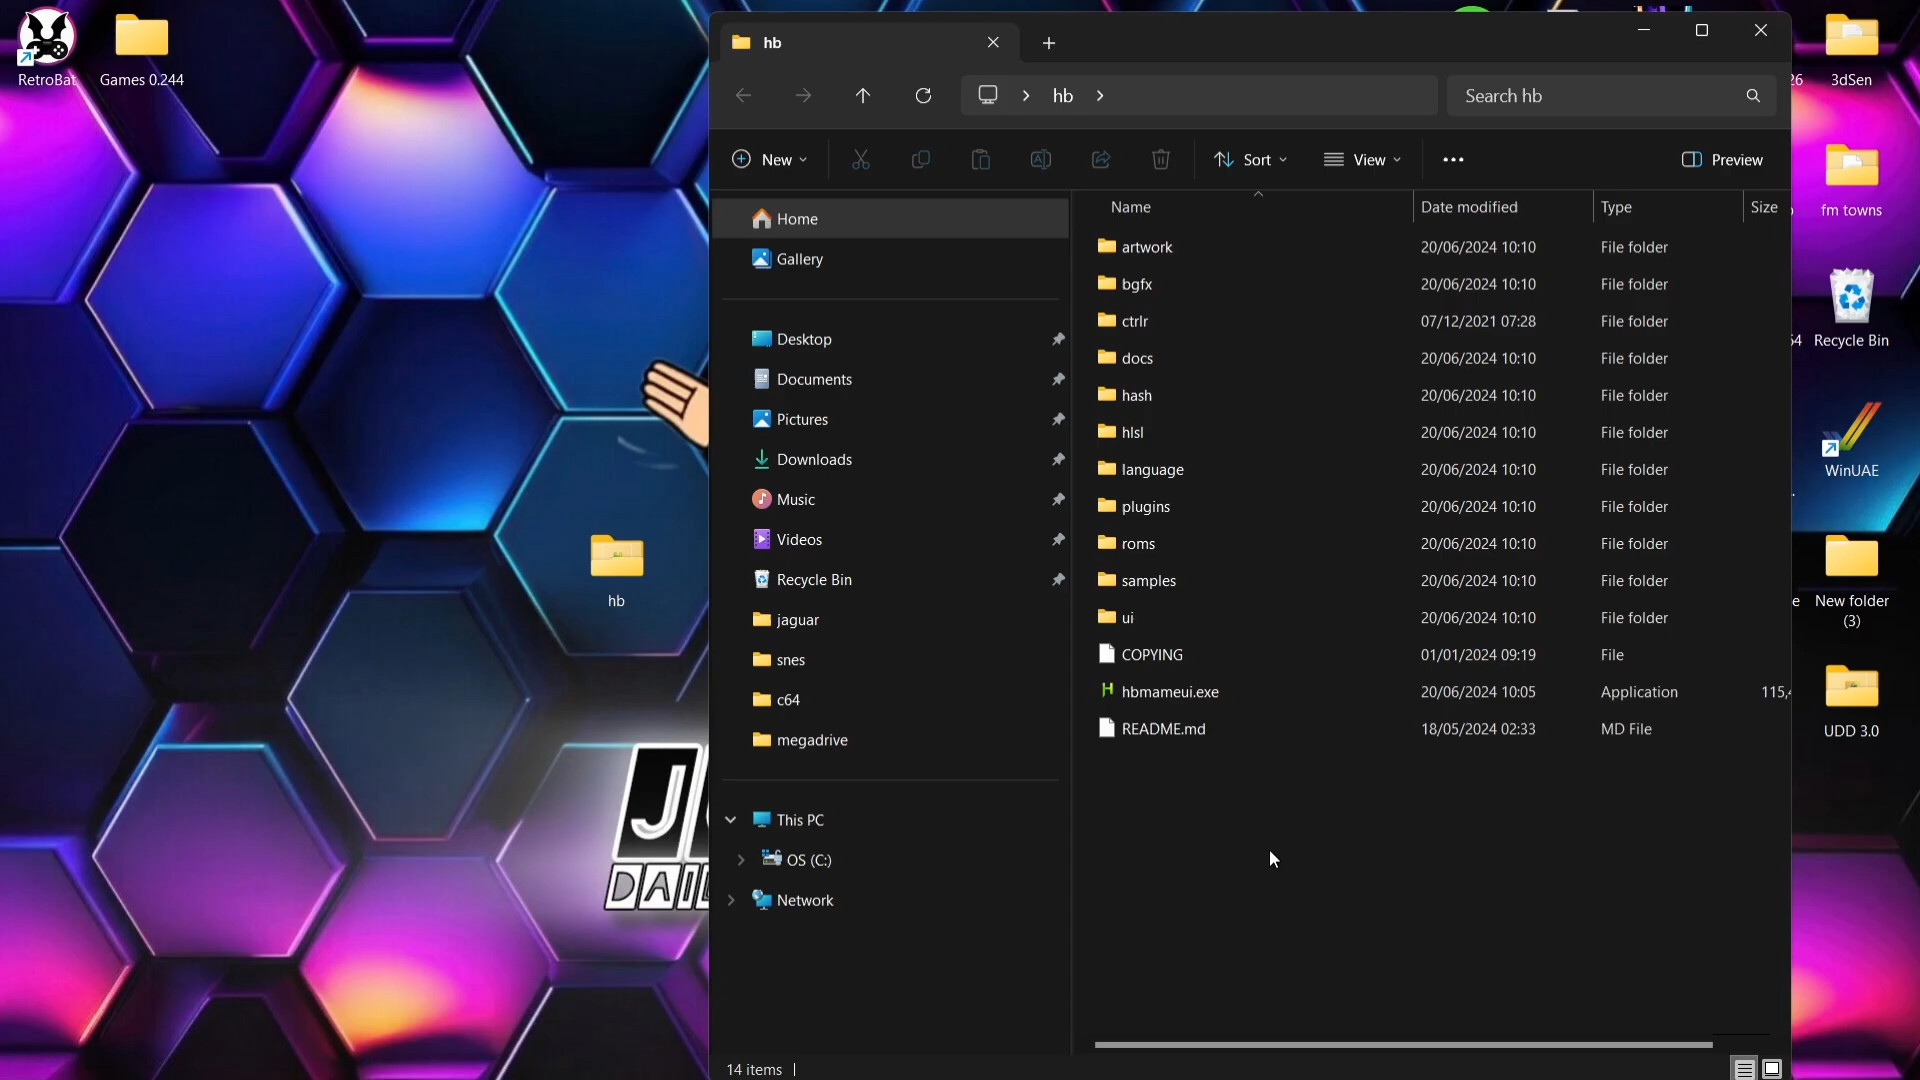 RetroBat
Games 0.244
hb
hb
Search hb
New
Sort
View
Preview
Home
Gallery
Desktop
Documents
Pictures
Downloads
Music
Videos
Recycle Bin
jaguar
snes
c64
megadrive
This PC
OS (C:)
Network
Name Date modified Type Size
artwork 20/06/2024 10:10 File folder
bgfx 20/06/2024 10:10 File folder
ctrlr 07/12/2021 07:28 File folder
docs 20/06/2024 10:10 File folder
hash 20/06/2024 10:10 File folder
hlsl 20/06/2024 10:10 File folder
language 20/06/2024 10:10 File folder
plugins 20/06/2024 10:10 File folder
roms 20/06/2024 10:10 File folder
samples 20/06/2024 10:10 File folder
ui 20/06/2024 10:10 File folder
COPYING 01/01/2024 09:19 File
hbmameui.exe 20/06/2024 10:05 Application 115,4
README.md 18/05/2024 02:33 MD File
14 items
hb
DAI
3dSen
fm towns
Recycle Bin
WinUAE
New folder
(3)
UDD 3.0